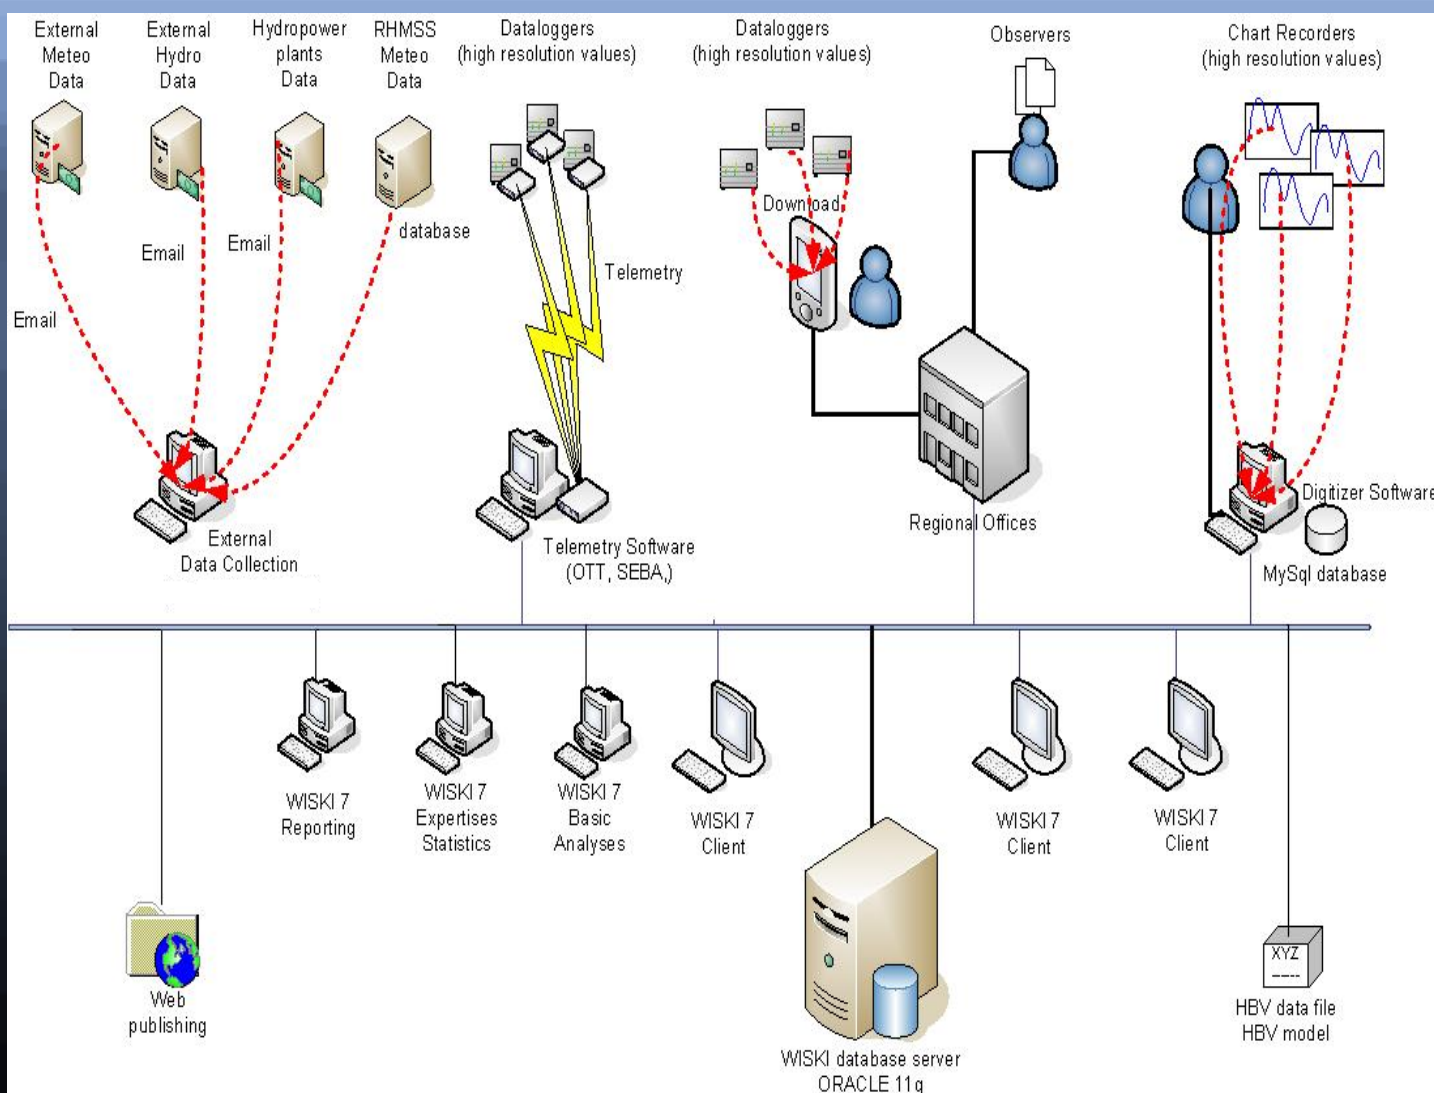 External
Meteo
Data
External
Hydro
Data
Hydropower
plants
Data
RHMSS
Meteo
Data
Dataloggers
(high resolution values)
Dataloggers
(high resolution values)
Observers
Chart Recorders
(high resolution values)
Download
database
Email
Email
Email
Telemetry
External
Data Collection
Telemetry Software
(OTT, SEBA,)
Regional Offices
Digitizer Software
MySql database
WISKI 7
Reporting
WISKI 7
Expertises
Statistics
WISKI 7
Basic
Analyses
WISKI 7
Client
WISKI 7
Client
WISKI 7
Client
Web
publishing
XYZ
----
HBV data file
HBV model
WISKI database server
ORACLE 11g